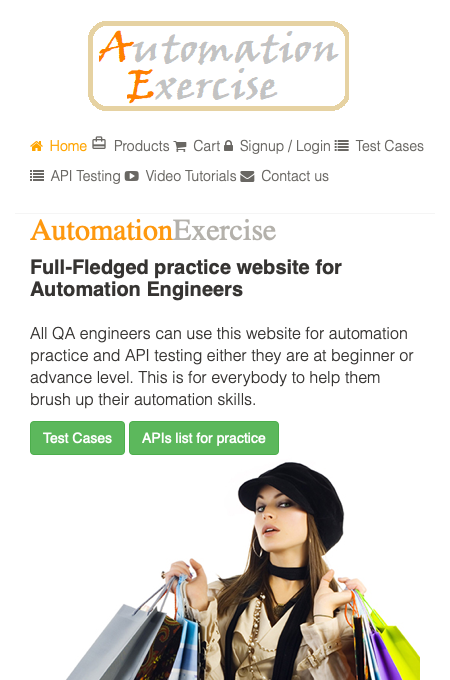 Automation
Exercise
Home Products Cart Signup / Login Test Cases
API Testing Video Tutorials Contact us
AutomationExercise
Full-Fledged practice website for
Automation Engineers
All QA engineers can use this website for automation
practice and API testing either they are at beginner or
advance level. This is for everybody to help them
brush up their automation skills.
Test Cases APIs list for practice